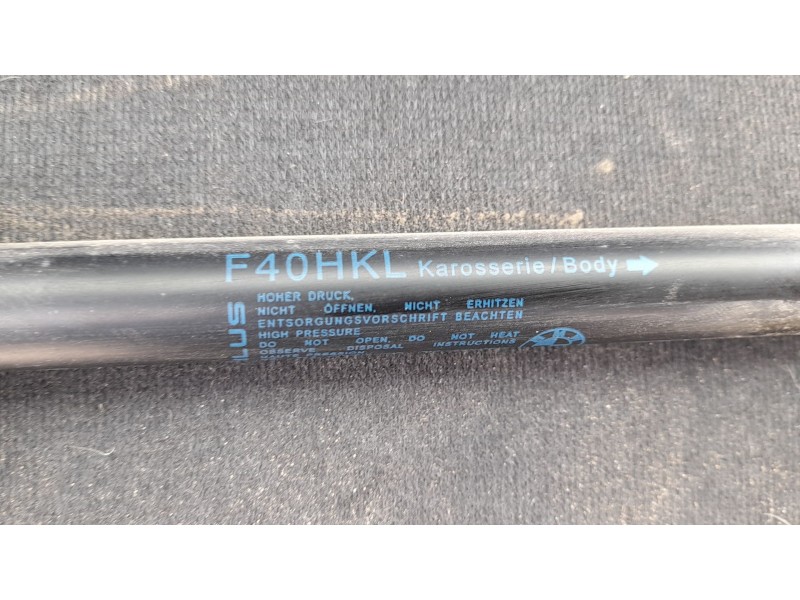 F40HKL Karosserie/Body
HOHER DRUCK,
NICHT ÖFFNEN, NICHT ERHITZEN
ENTSORGUNGSVORSCHRIFT BEACHTEN
HIGH PRESSURE
DO NOT OPEN, DO NOT HEAT
OBSERVE DISPOSAL INSTRUCTIONS